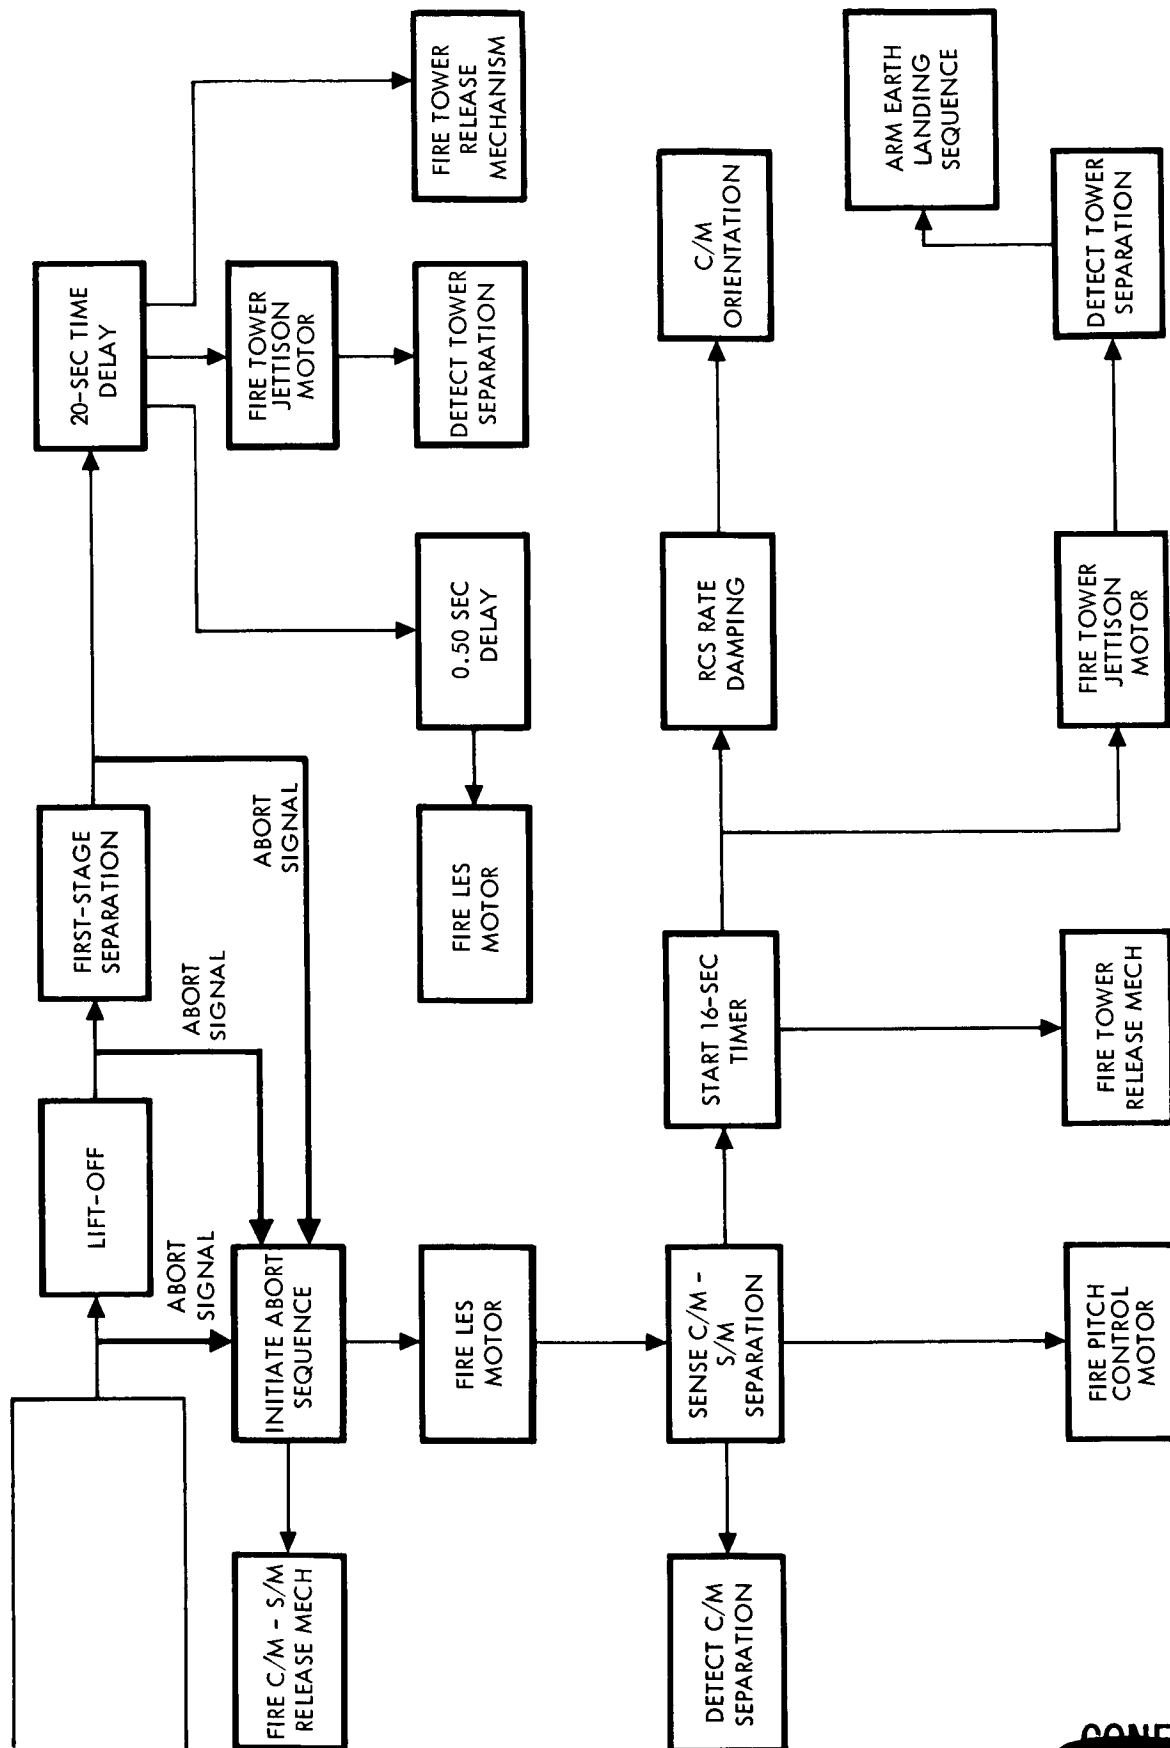 LIFT-OFF
FIRST-STAGE
SEPARATION
20-SEC TIME
DELAY
ABORT
SIGNAL
ABORT
SIGNAL
ABORT
SIGNAL
FIRE C/M - S/M
RELEASE MECH
INITIATE ABORT
SEQUENCE
FIRE TOWER
JETTISON
MOTOR
FIRE LES
MOTOR
FIRE LES
MOTOR
0.50 SEC
DELAY
DETECT TOWER
SEPARATION
FIRE TOWER
RELEASE
MECHANISM
DETECT C/M
SEPARATION
SENSE C/M -
S/M
SEPARATION
START 16-SEC
TIMER
RCS RATE
DAMPING
C/M
ORIENTATION
ARM EARTH
LANDING
SEQUENCE
FIRE PITCH
CONTROL
MOTOR
FIRE TOWER
RELEASE MECH
FIRE TOWER
JETTISON
MOTOR
DETECT TOWER
SEPARATION